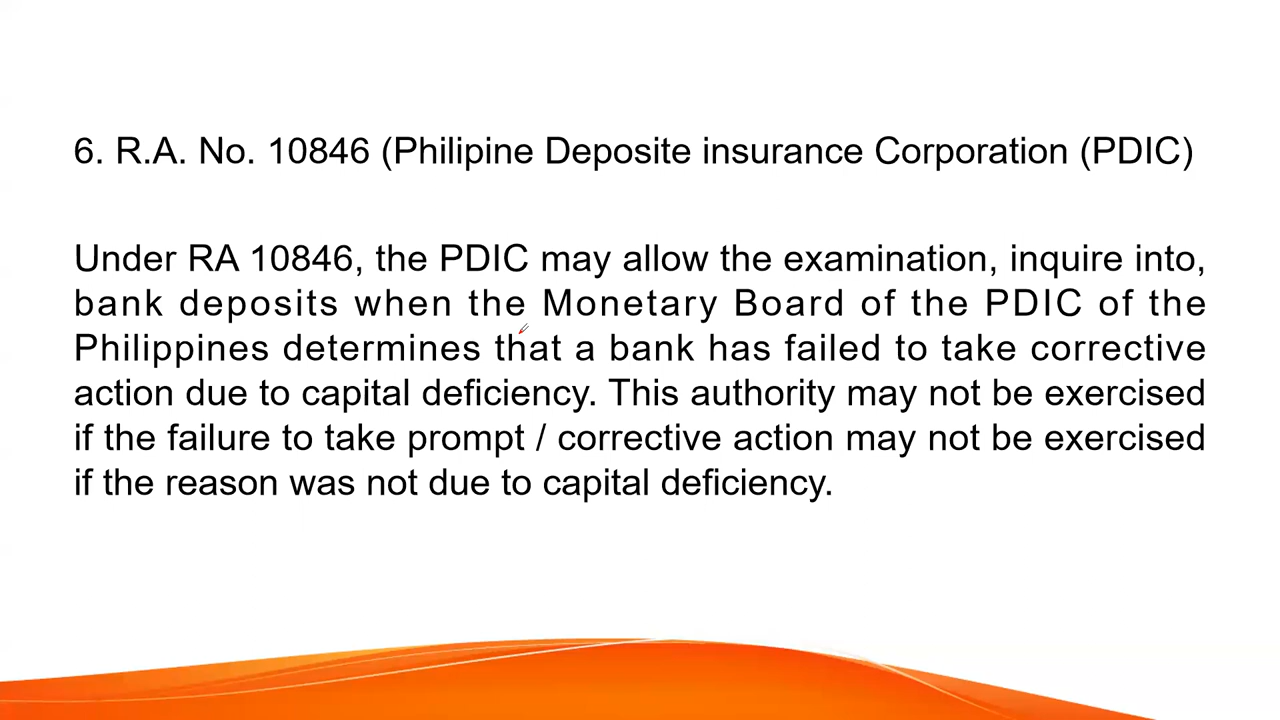 6. R.A. No. 10846 (Philipine Deposite insurance Corporation (PDIC)
Under RA 10846, the PDIC may allow the examination, inquire into,
bank deposits when the Monetary Board of the PDIC of the
Philippines determines that a bank has failed to take corrective
action due to capital deficiency. This authority may not be exercised
if the failure to take prompt / corrective action may not be exercised
if the reason was not due to capital deficiency.